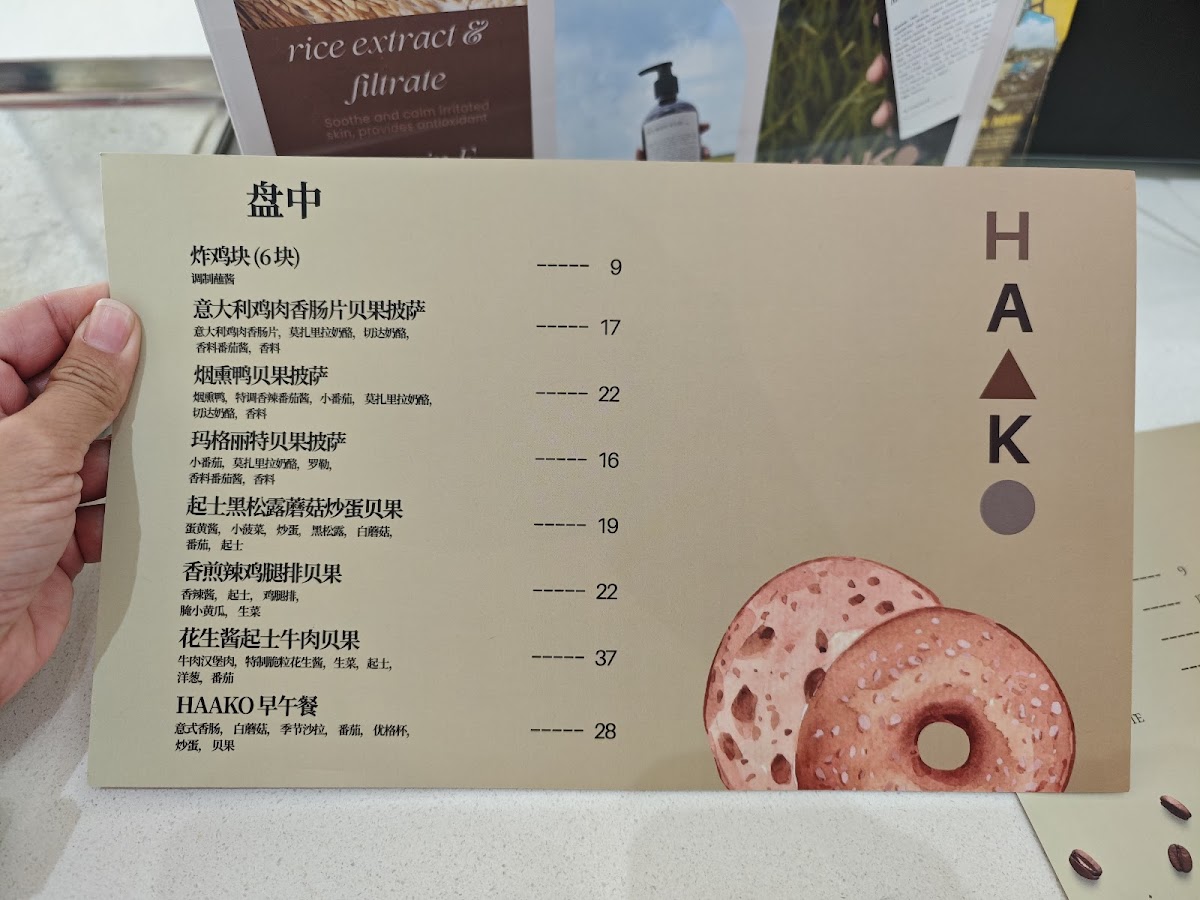 rice extract &
filtrate
Soothe and calm irritated
skin, provides antioxidant
盘中
炸鸡块 (6 块) ----- 9
调制蘸酱
意大利鸡肉香肠片贝果披萨 ----- 17
意大利鸡肉香肠片, 莫扎里拉奶酪, 切达奶酪,
香料番茄酱, 香料
烟熏鸭贝果披萨 ----- 22
烟熏鸭, 特调香辣番茄酱, 小番茄, 莫扎里拉奶酪,
切达奶酪, 香料
玛格丽特贝果披萨 ----- 16
小番茄, 莫扎里拉奶酪, 罗勒,
香料番茄酱, 香料
起士黑松露蘑菇炒蛋贝果 ----- 19
蛋黄酱, 小菠菜, 炒蛋, 黑松露, 白蘑菇,
番茄, 起士
香煎辣鸡腿排贝果 ----- 22
香辣酱, 起士, 鸡腿排,
腌小黄瓜, 生菜
花生酱起士牛肉贝果 ----- 37
牛肉汉堡肉, 特制脆粒花生酱, 生菜, 起士,
洋葱, 番茄
HAAKO 早午餐 ----- 28
意式香肠, 白蘑菇, 季节沙拉, 番茄, 优格杯,
炒蛋, 贝果
H
A
K
9